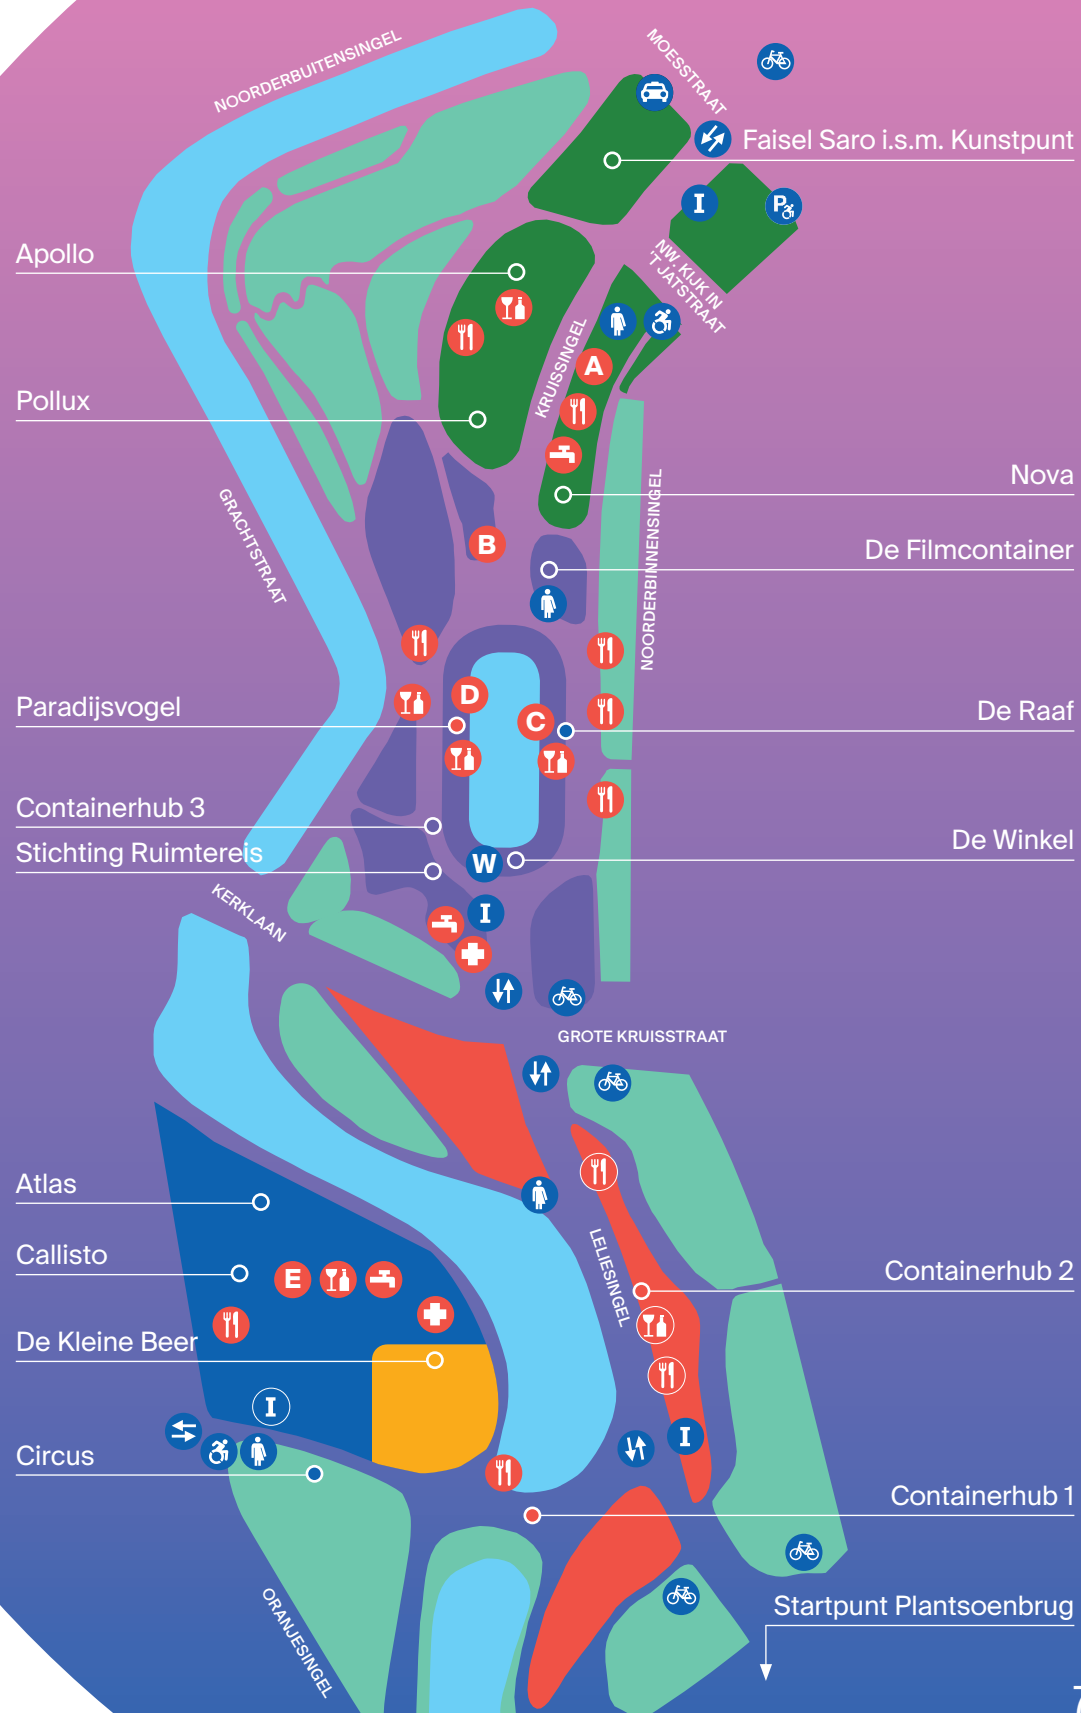 NOORDERBUITENSINGEL
MOESSTRAAT
Faisel Saro i.s.m. Kunstpunt
I
P
NW. KIJK IN
'T JATSTRAAT
Apollo
KRUISSINGEL
A
Pollux
Nova
GRACHTSTRAAT
NOORDERBINNENSINGEL
B
De Filmcontainer
D
Paradijsvogel
C
De Raaf
Containerhub 3
De Winkel
Stichting Ruimtereis
W
KERKLAAN
I
GROTE KRUISSTRAAT
Atlas
LELIESINGEL
Callisto
E
Containerhub 2
De Kleine Beer
I
I
Circus
Containerhub 1
ORANJESINGEL
Startpunt Plantsoenbrug